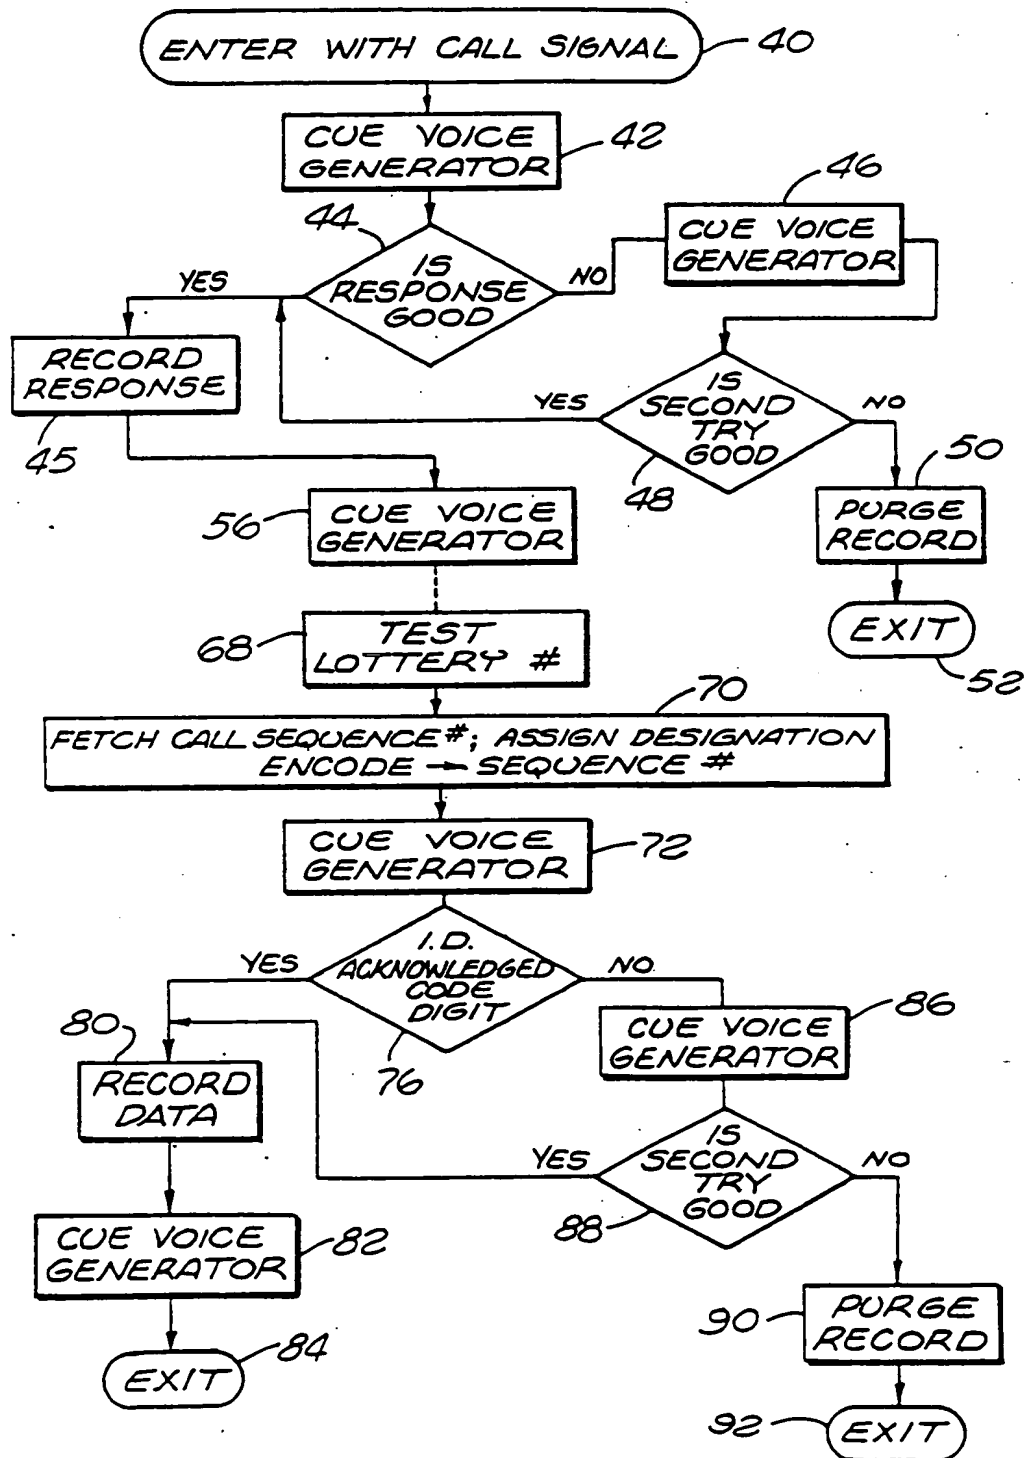 ENTER WITH CALL SIGNAL
40
CUE VOICE
GENERATOR
42
44
IS
RESPONSE
GOOD
YES
NO
46
CUE VOICE
GENERATOR
RECORD
RESPONSE
45
IS
SECOND
TRY
GOOD
YES
NO
48
50
PURGE
RECORD
EXIT
52
56
CUE VOICE
GENERATOR
68
TEST
LOTTERY #
70
FETCH CALL SEQUENCE #; ASSIGN DESIGNATION
ENCODE → SEQUENCE #
CUE VOICE
GENERATOR
72
I.D.
ACKNOWLEDGED
CODE
DIGIT
YES
NO
76
80
RECORD
DATA
86
CUE VOICE
GENERATOR
IS
SECOND
TRY
GOOD
YES
NO
88
CUE VOICE
GENERATOR
82
EXIT
84
90
PURGE
RECORD
92
EXIT